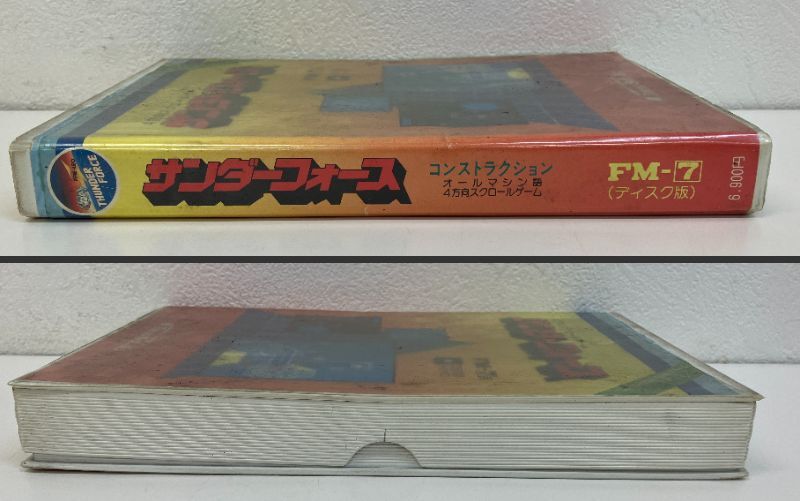 THUNDER
FORCE
サンダーフォース
コンストラクション
オールマシン語
4方向スクロールゲーム
FM-7
(ディスク版)
6,900円